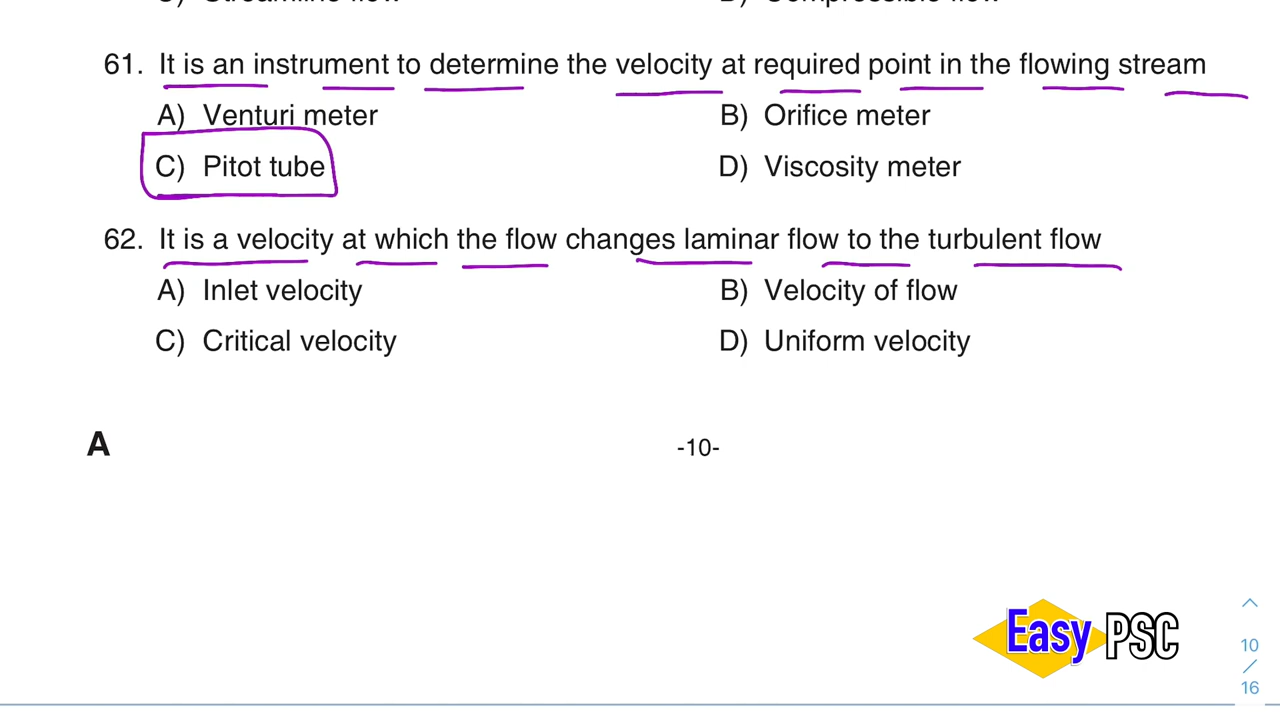 61. It is an instrument to determine the velocity at required point in the flowing stream
A) Venturi meter B) Orifice meter
C) Pitot tube D) Viscosity meter
62. It is a velocity at which the flow changes laminar flow to the turbulent flow
A) Inlet velocity B) Velocity of flow
C) Critical velocity D) Uniform velocity
A -10-
Easy PSC
10
/
16